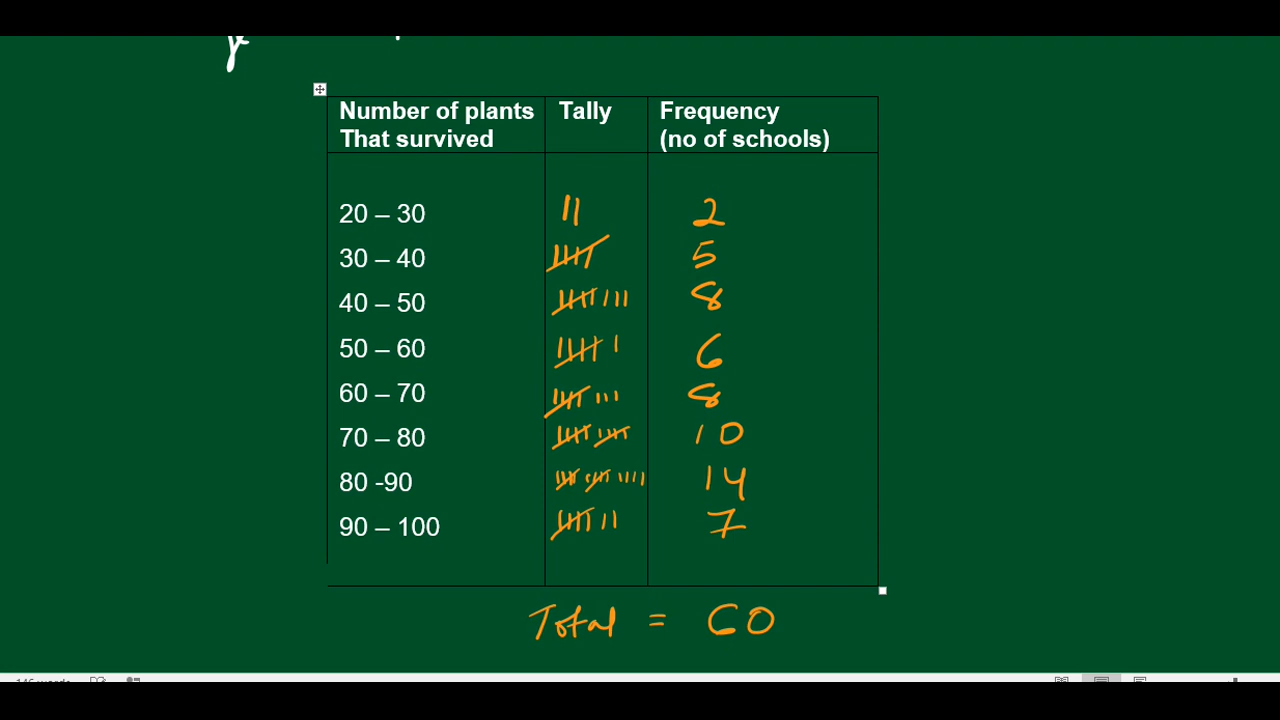 Number of plants Tally Frequency
That survived (no of schools)
20 – 30 || 2
30 – 40 5
40 – 50 8
50 – 60 6
60 – 70 8
70 – 80 10
80 -90 14
90 – 100 7
Total = 60